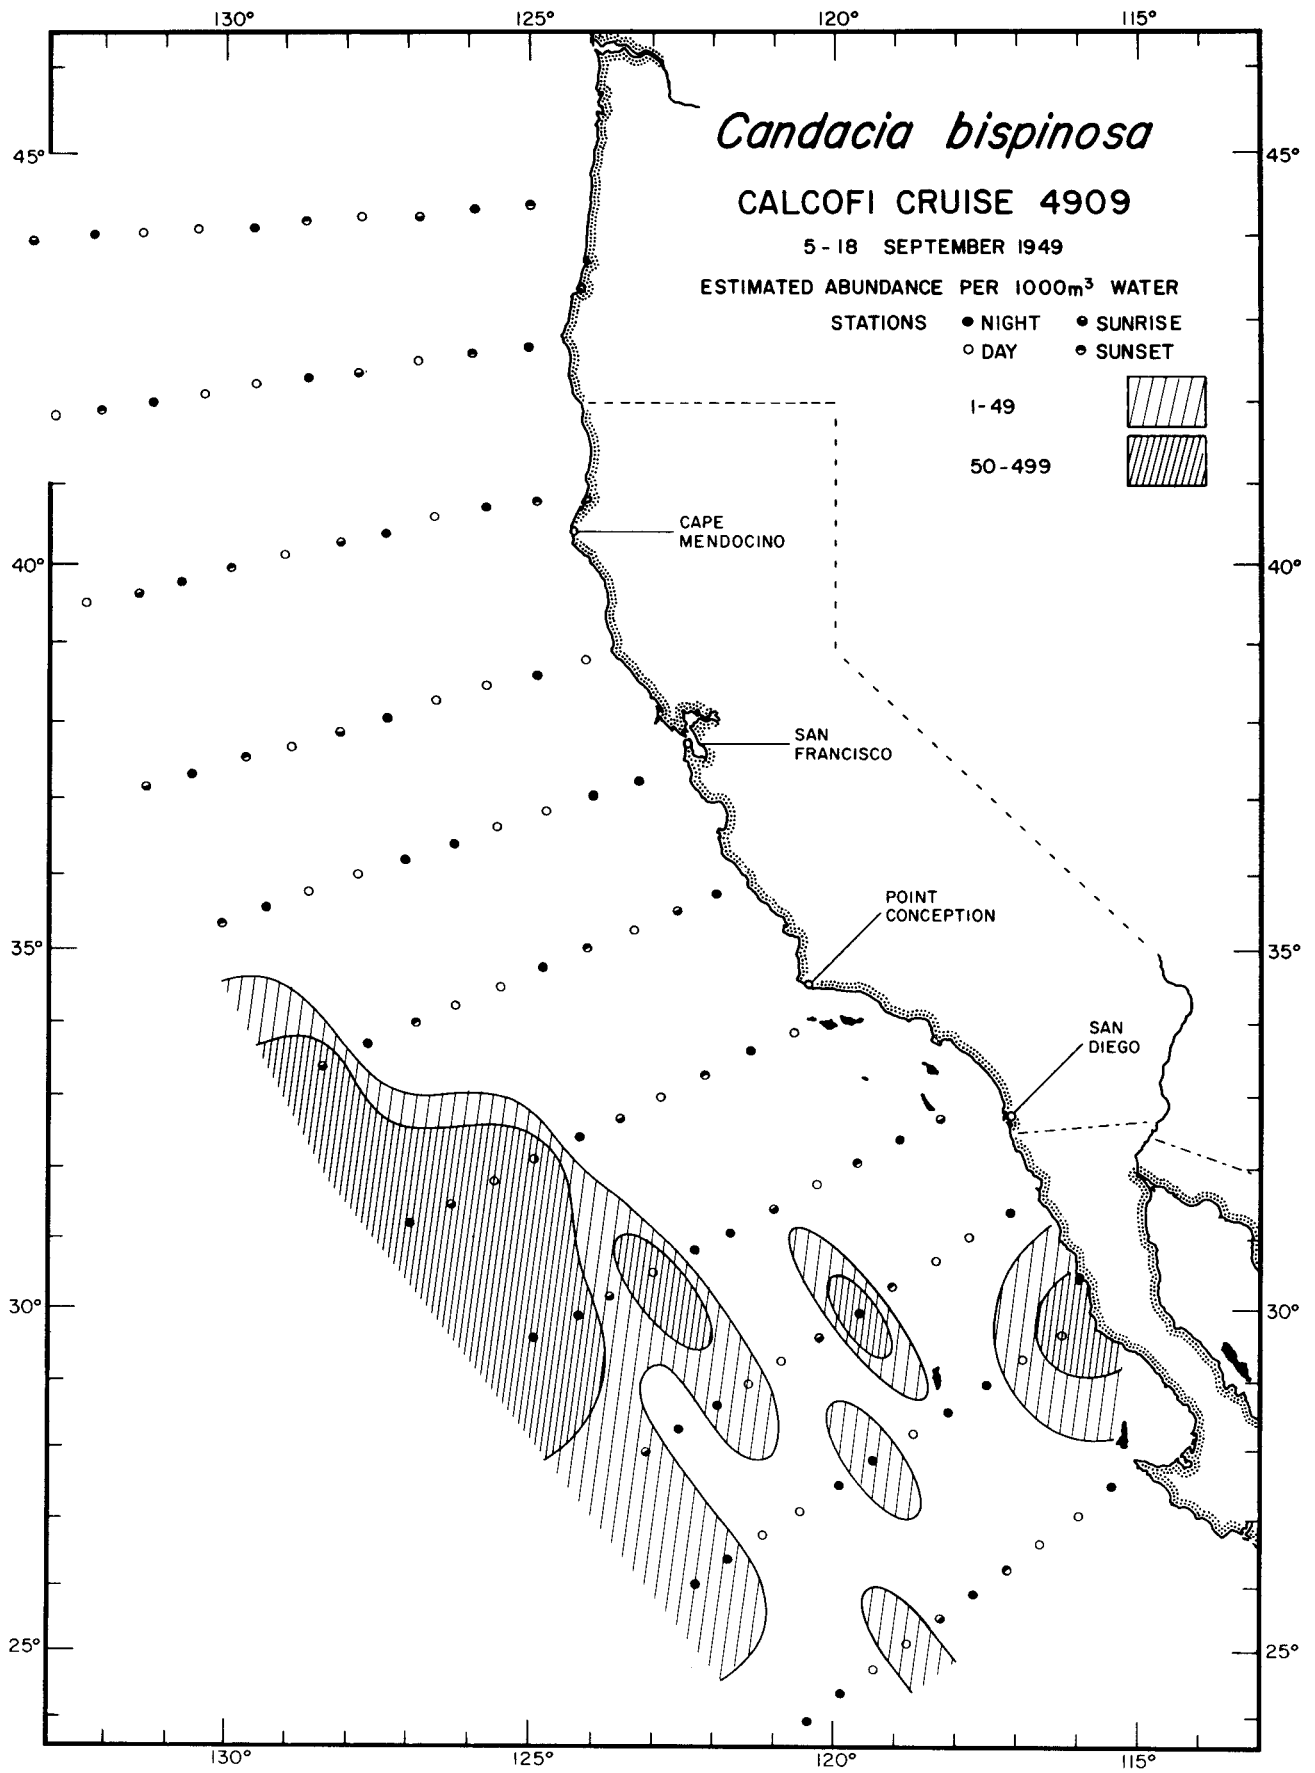 130° 125° 120° 115°
Candacia bispinosa
45° 45°
CALCOFI CRUISE 4909
5-18 SEPTEMBER 1949
ESTIMATED ABUNDANCE PER 1000m³ WATER
STATIONS NIGHT SUNRISE
DAY SUNSET
1-49
50-499
CAPE
MENDOCINO
40° 40°
SAN
FRANCISCO
POINT
CONCEPTION
35° 35°
SAN
DIEGO
30° 30°
25° 25°
130° 125° 120° 115°